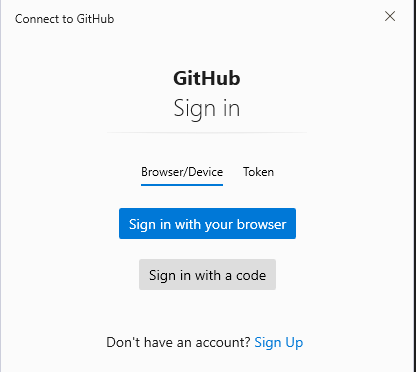 Connect to GitHub
GitHub
Sign in
Browser/Device Token
Sign in with your browser
Sign in with a code
Don't have an account? Sign Up